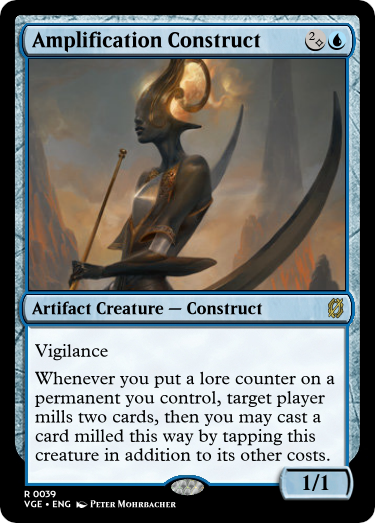 Amplification Construct 2
Artifact Creature — Construct
Vigilance
Whenever you put a lore counter on a
permanent you control, target player
mills two cards, then you may cast a
card milled this way by tapping this
creature in addition to its other costs.
1/1
R 0039
VGE • ENG Peter Mohrbacher